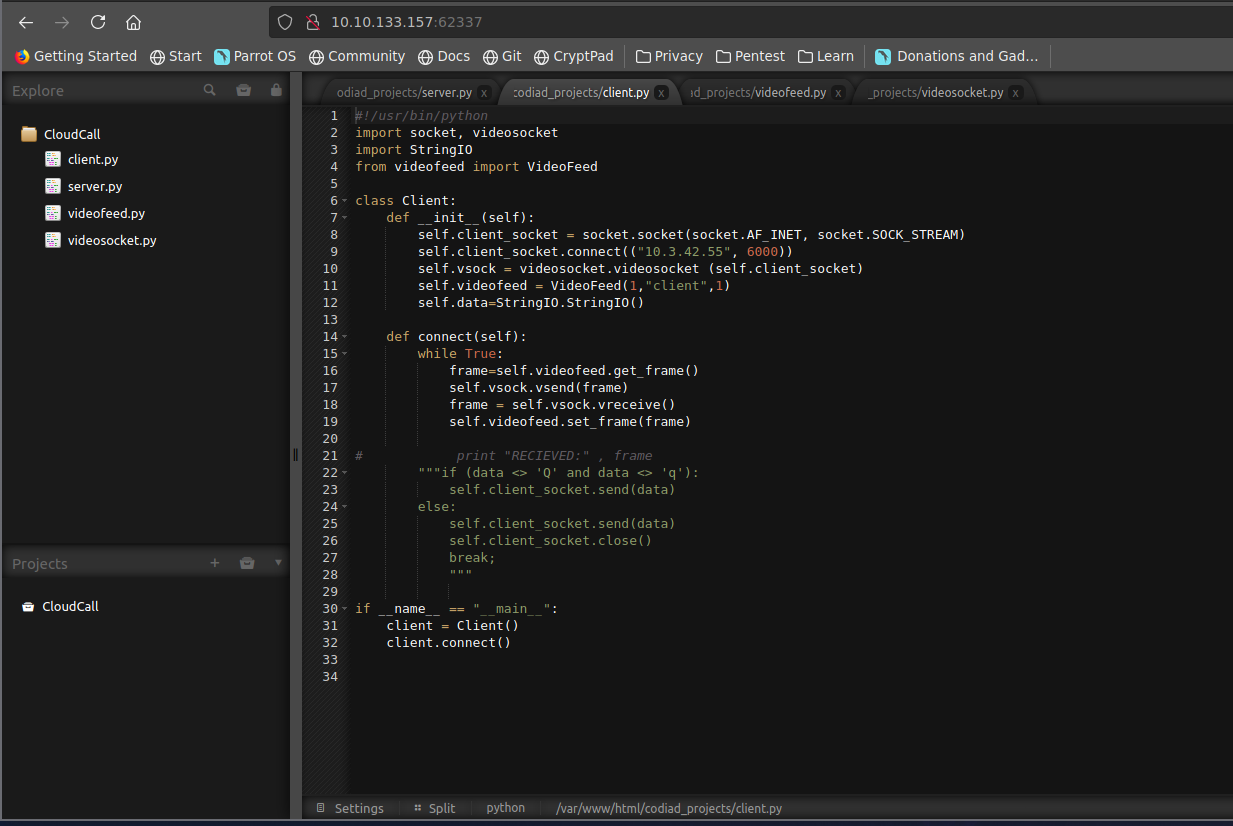 10.10.133.157:62337
Getting Started Start Parrot OS Community Docs Git CryptPad Privacy Pentest Learn Donations and Gad...
Explore
CloudCall
client.py
server.py
videofeed.py
videosocket.py
Projects +
CloudCall
odiad_projects/server.py x codiad_projects/client.py x d_projects/videofeed.py x _projects/videosocket.py x
1 #!/usr/bin/python
2 import socket, videosocket
3 import StringIO
4 from videofeed import VideoFeed
5
6 class Client:
7     def __init__(self):
8         self.client_socket = socket.socket(socket.AF_INET, socket.SOCK_STREAM)
9         self.client_socket.connect(("10.3.42.55", 6000))
10         self.vsock = videosocket.videosocket (self.client_socket)
11         self.videofeed = VideoFeed(1,"client",1)
12         self.data=StringIO.StringIO()
13
14     def connect(self):
15         while True:
16             frame=self.videofeed.get_frame()
17             self.vsock.vsend(frame)
18             frame = self.vsock.vreceive()
19             self.videofeed.set_frame(frame)
20
21 #            print "RECIEVED:" , frame
22         """if (data <> 'Q' and data <> 'q'):
23             self.client_socket.send(data)
24         else:
25             self.client_socket.send(data)
26             self.client_socket.close()
27             break;
28             """
29
30 if __name__ == "__main__":
31     client = Client()
32     client.connect()
33
34
Settings Split python /var/www/html/codiad_projects/client.py